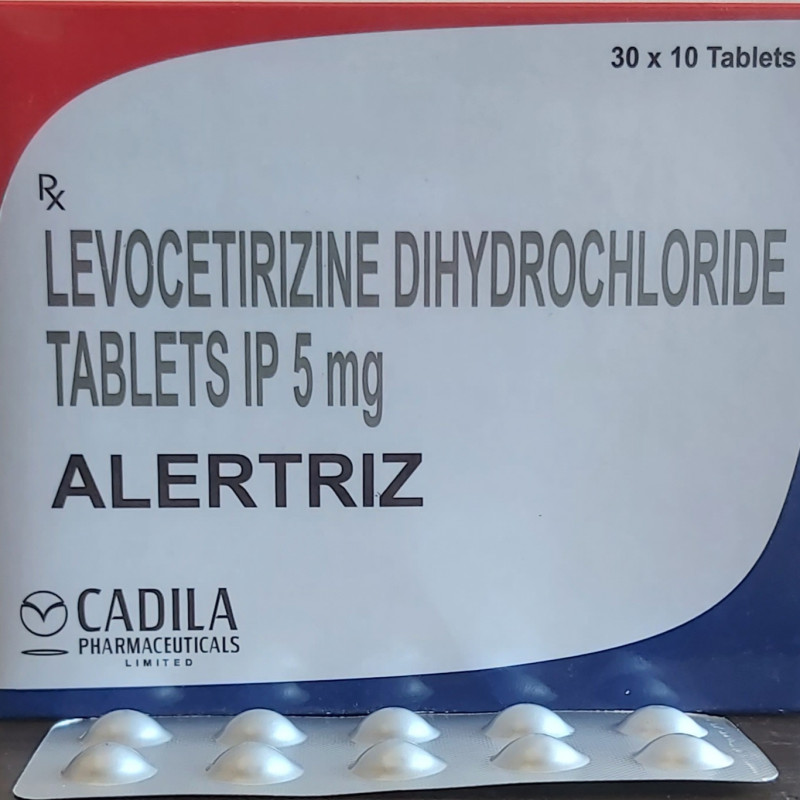 30 x 10 Tablets
Rx
LEVOCETIRIZINE DIHYDROCHLORIDE
TABLETS IP 5 mg
ALERTRIZ
CADILA
PHARMACEUTICALS
LIMITED